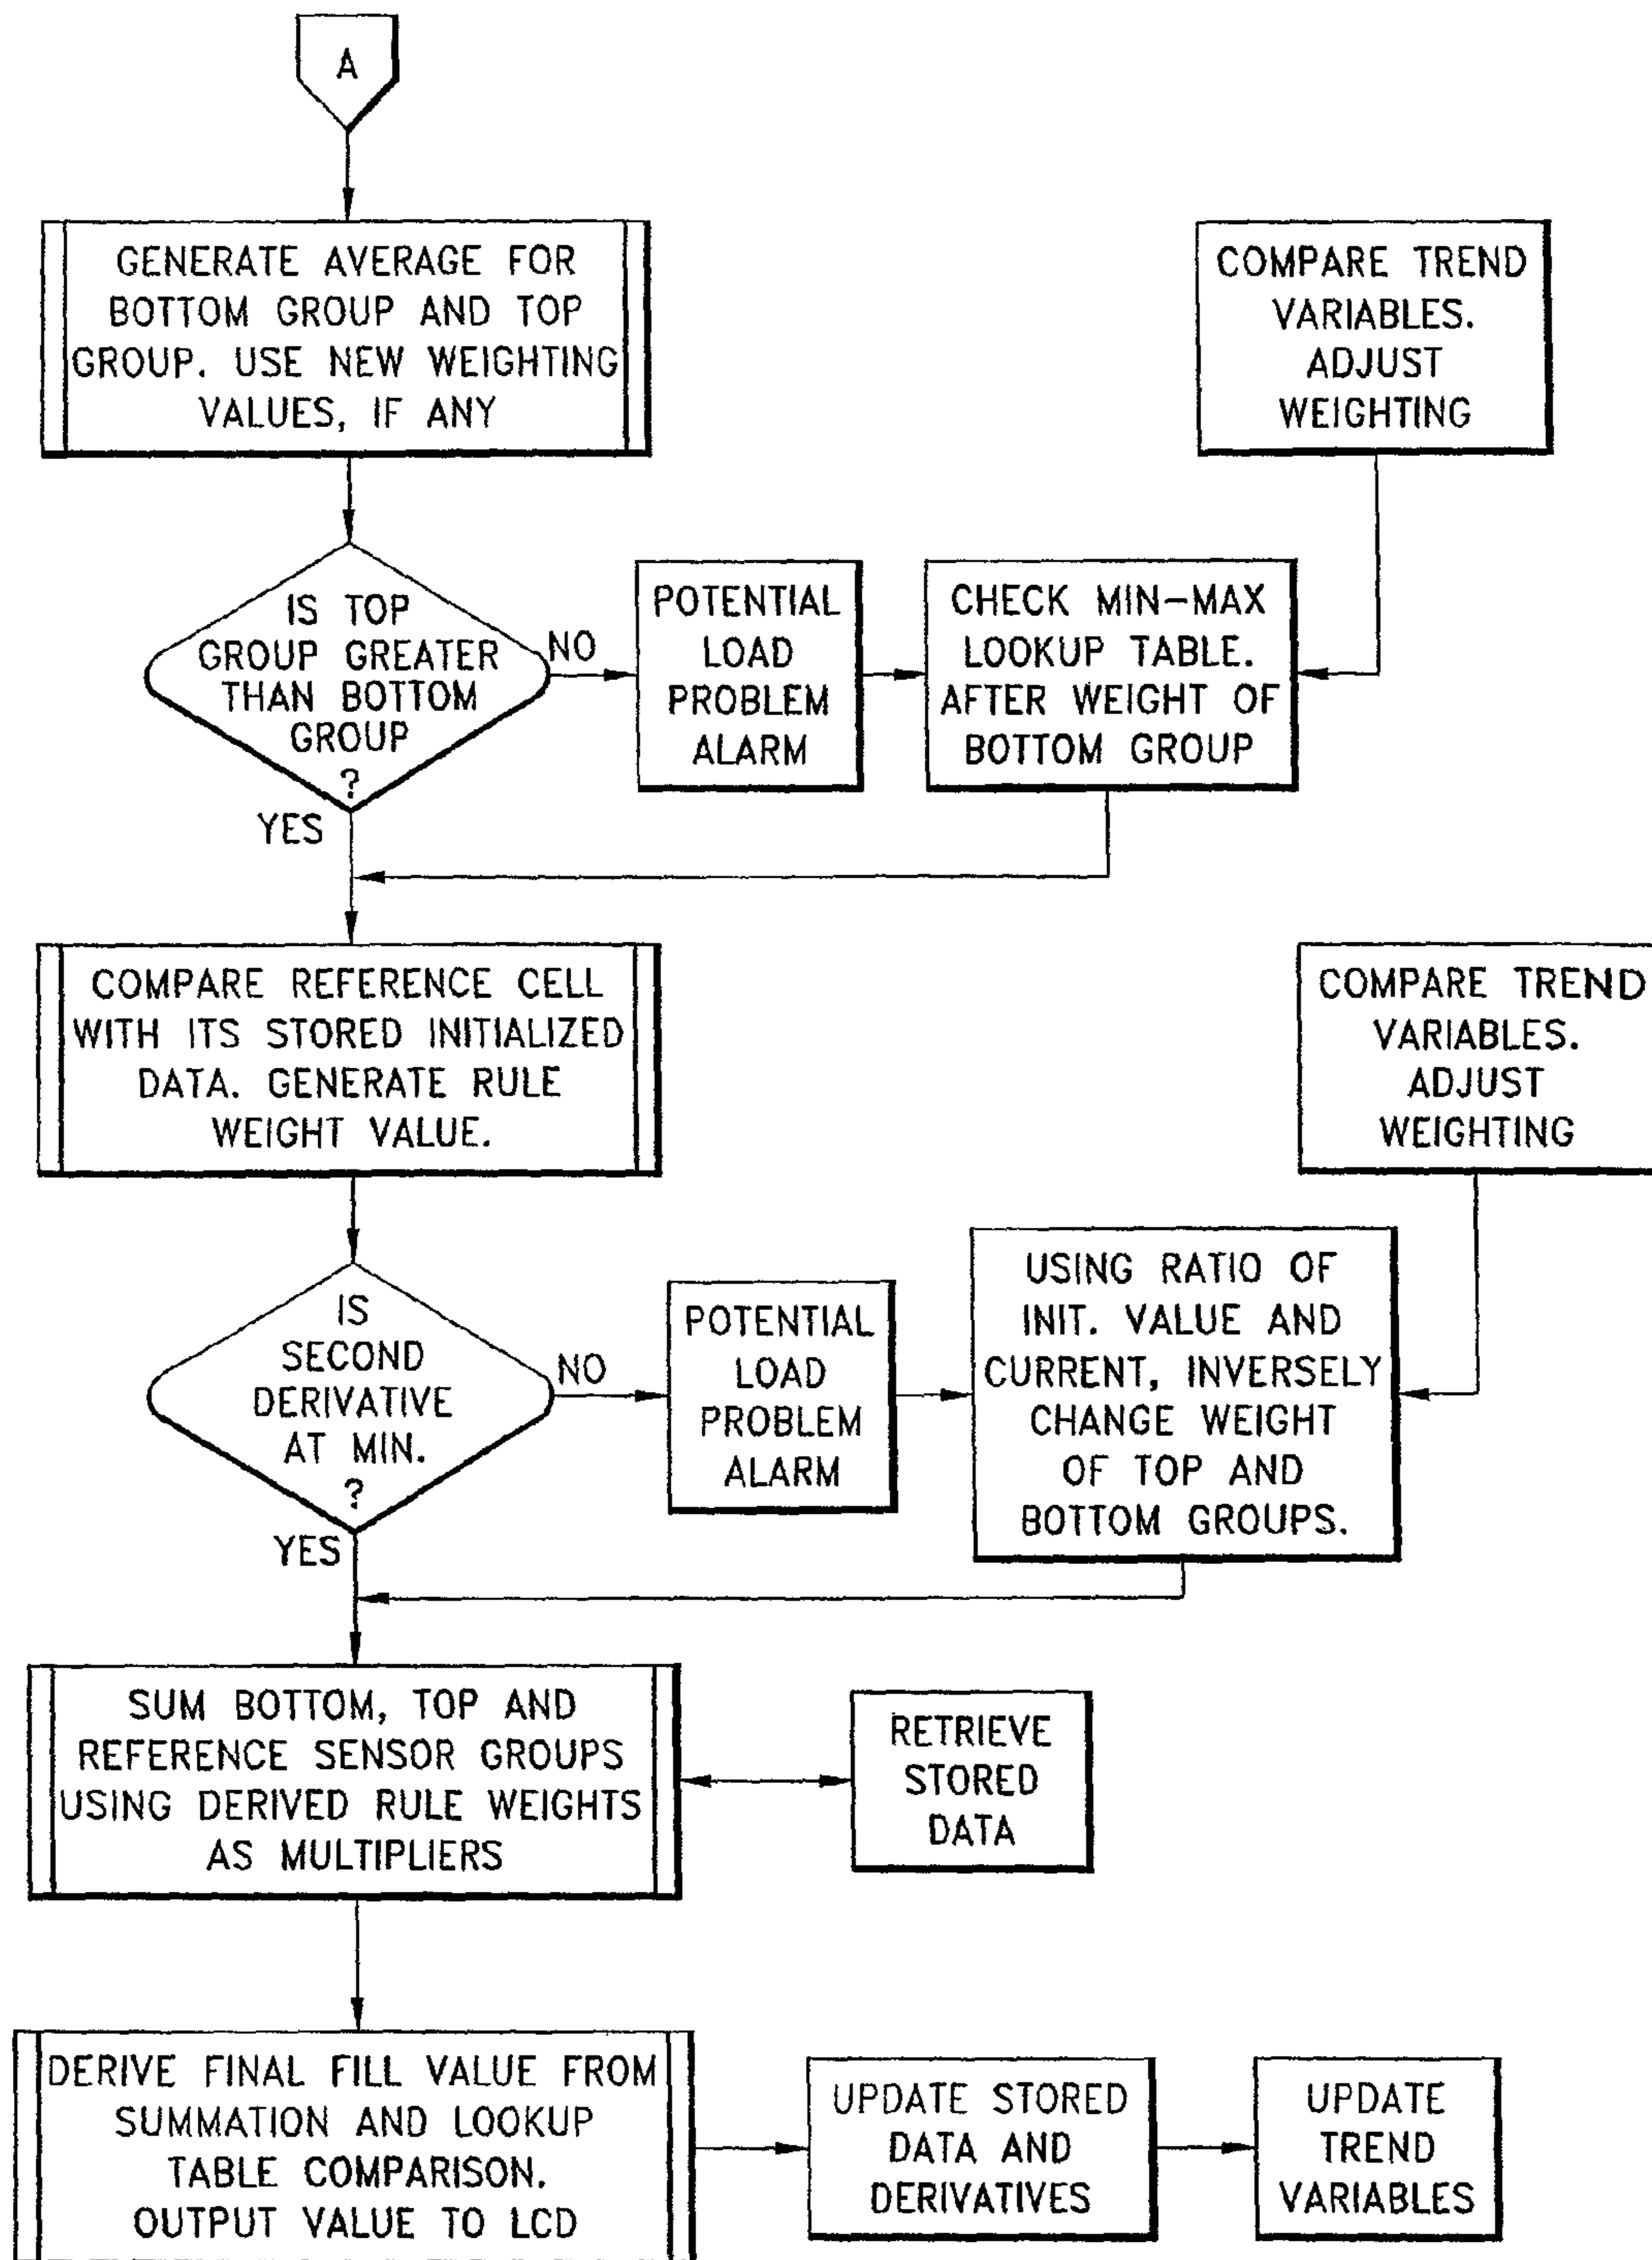 A
GENERATE AVERAGE FOR
BOTTOM GROUP AND TOP
GROUP. USE NEW WEIGHTING
VALUES, IF ANY
COMPARE TREND
VARIABLES.
ADJUST
WEIGHTING
IS TOP
GROUP GREATER
THAN BOTTOM
GROUP
?
NO
YES
POTENTIAL
LOAD
PROBLEM
ALARM
CHECK MIN-MAX
LOOKUP TABLE.
AFTER WEIGHT OF
BOTTOM GROUP
COMPARE REFERENCE CELL
WITH ITS STORED INITIALIZED
DATA. GENERATE RULE
WEIGHT VALUE.
COMPARE TREND
VARIABLES.
ADJUST
WEIGHTING
IS
SECOND
DERIVATIVE
AT MIN.
?
NO
YES
POTENTIAL
LOAD
PROBLEM
ALARM
USING RATIO OF
INIT. VALUE AND
CURRENT, INVERSELY
CHANGE WEIGHT
OF TOP AND
BOTTOM GROUPS.
SUM BOTTOM, TOP AND
REFERENCE SENSOR GROUPS
USING DERIVED RULE WEIGHTS
AS MULTIPLIERS
RETRIEVE
STORED
DATA
DERIVE FINAL FILL VALUE FROM
SUMMATION AND LOOKUP
TABLE COMPARISON.
OUTPUT VALUE TO LCD
UPDATE STORED
DATA AND
DERIVATIVES
UPDATE
TREND
VARIABLES